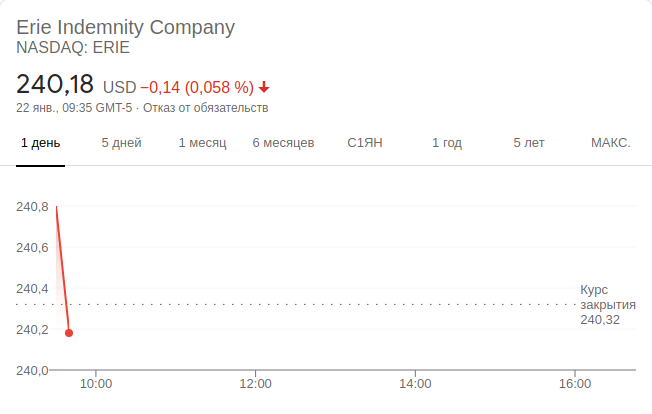 Erie Indemnity Company
NASDAQ: ERIE
240,18 USD −0,14 (0,058 %)
22 янв., 09:35 GMT-5 · Отказ от обязательств
1 день 5 дней 1 месяц 6 месяцев С1ЯН 1 год 5 лет МАКС.
240,8
240,6
240,4
240,2
240,0
Курс
закрытия
240,32
10:00 12:00 14:00 16:00